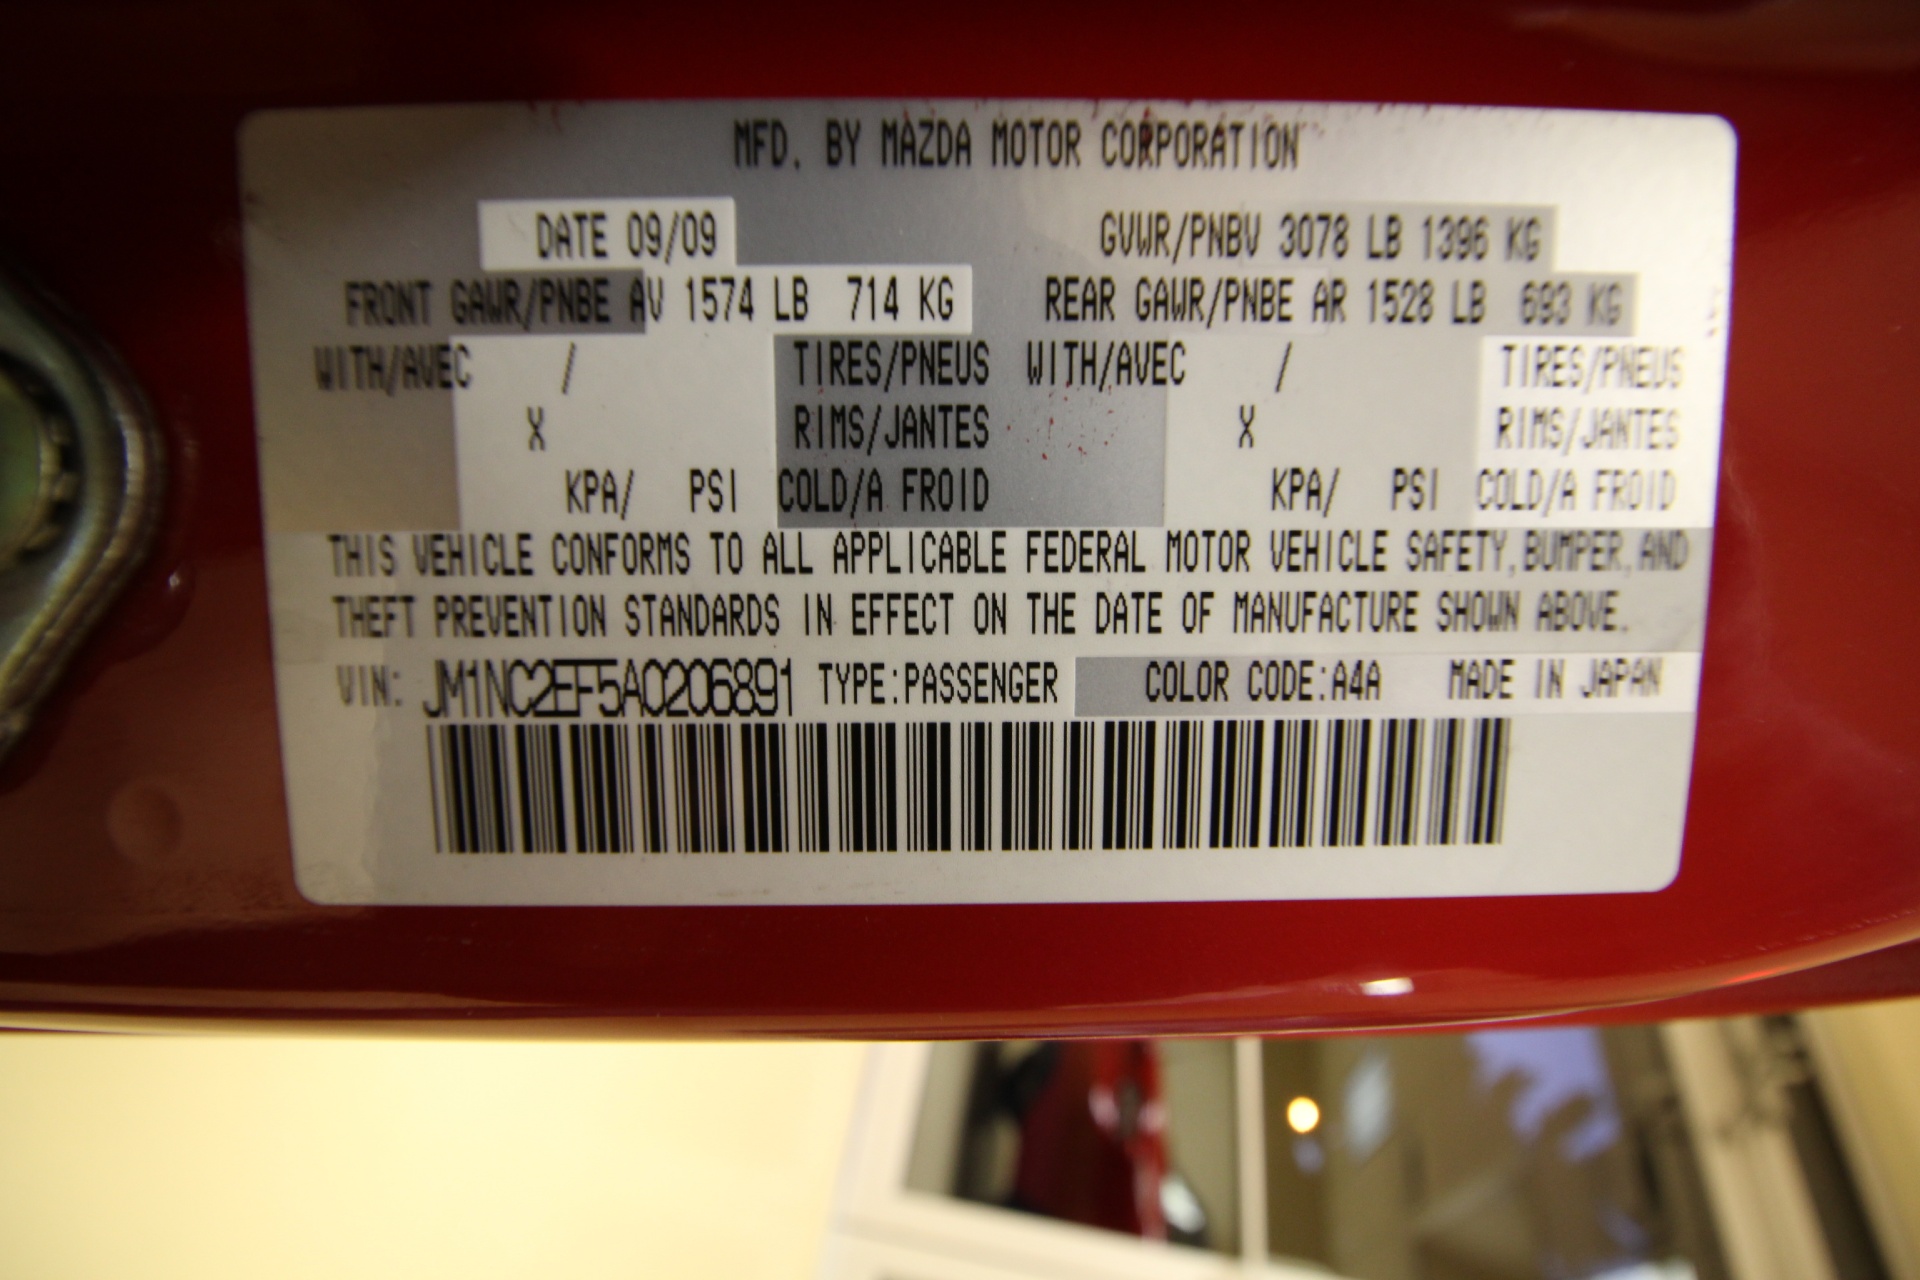 MFD. BY MAZDA MOTOR CORPORATION
DATE 09/09 GVWR/PNBV 3078 LB 1396 KG
FRONT GAWR/PNBE AV 1574 LB 714 KG REAR GAWR/PNBE AR 1528 LB 693 KG
WITH/AVEC / TIRES/PNEUS WITH/AVEC / TIRES/PNEUS
X RIMS/JANTES X RIMS/JANTES
KPA/ PSI COLD/A FROID KPA/ PSI COLD/A FROID
THIS VEHICLE CONFORMS TO ALL APPLICABLE FEDERAL MOTOR VEHICLE SAFETY, BUMPER, AND
THEFT PREVENTION STANDARDS IN EFFECT ON THE DATE OF MANUFACTURE SHOWN ABOVE.
VIN: JM1NC2EF5A0206891 TYPE:PASSENGER COLOR CODE:A4A MADE IN JAPAN